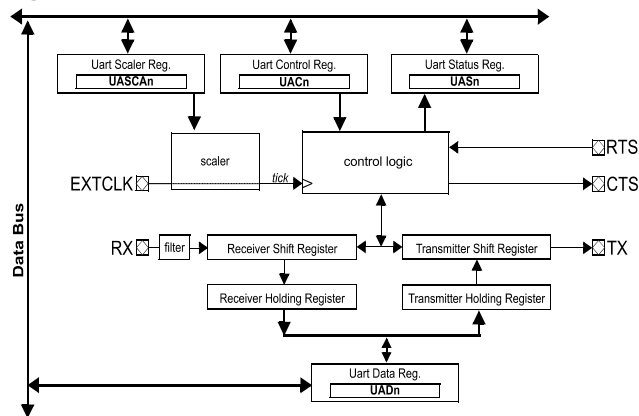 Uart Scaler Reg.
UASCAn
Uart Control Reg.
UACn
Uart Status Reg.
UASn
scaler
control logic
RTS
EXTCLK
tick
CTS
Data Bus
RX
filter
Receiver Shift Register
Transmitter Shift Register
TX
Receiver Holding Register
Transmitter Holding Register
Uart Data Reg.
UADn